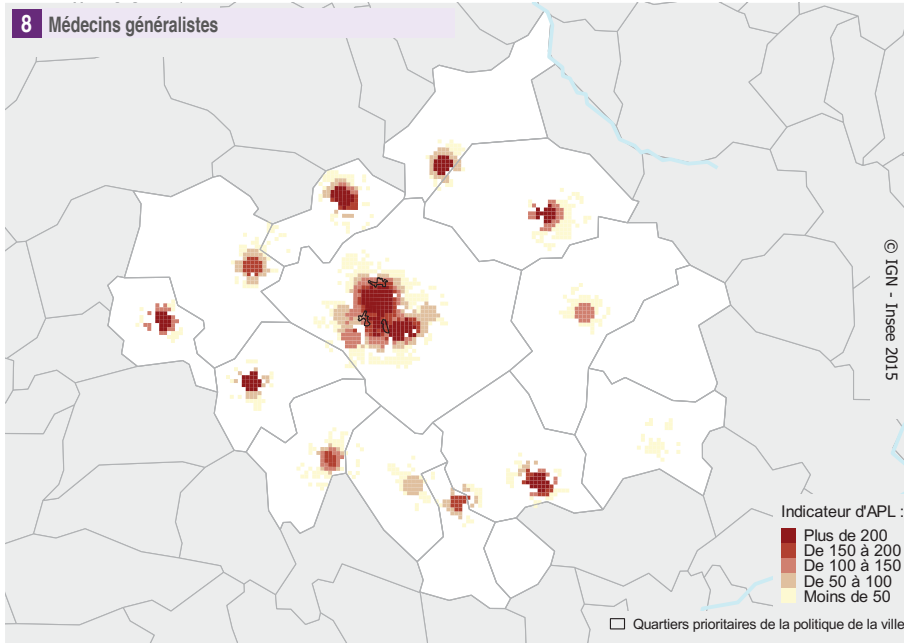 8 Médecins généralistes
© IGN - Insee 2015
Indicateur d'APL :
Plus de 200
De 150 à 200
De 100 à 150
De 50 à 100
Moins de 50
Quartiers prioritaires de la politique de la ville